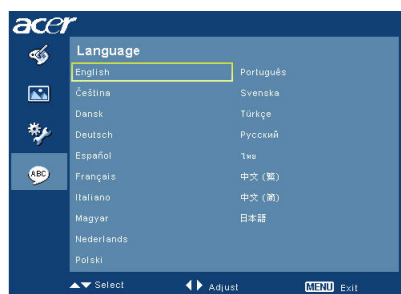 acer
Language
English
Čeština
Dansk
Deutsch
Español
Français
Italiano
Magyar
Nederlands
Polski
Português
Svenska
Türkçe
Русский
ไทย
中文 (繁)
中文 (简)
日本語
ABC
Select
Adjust
MENU Exit